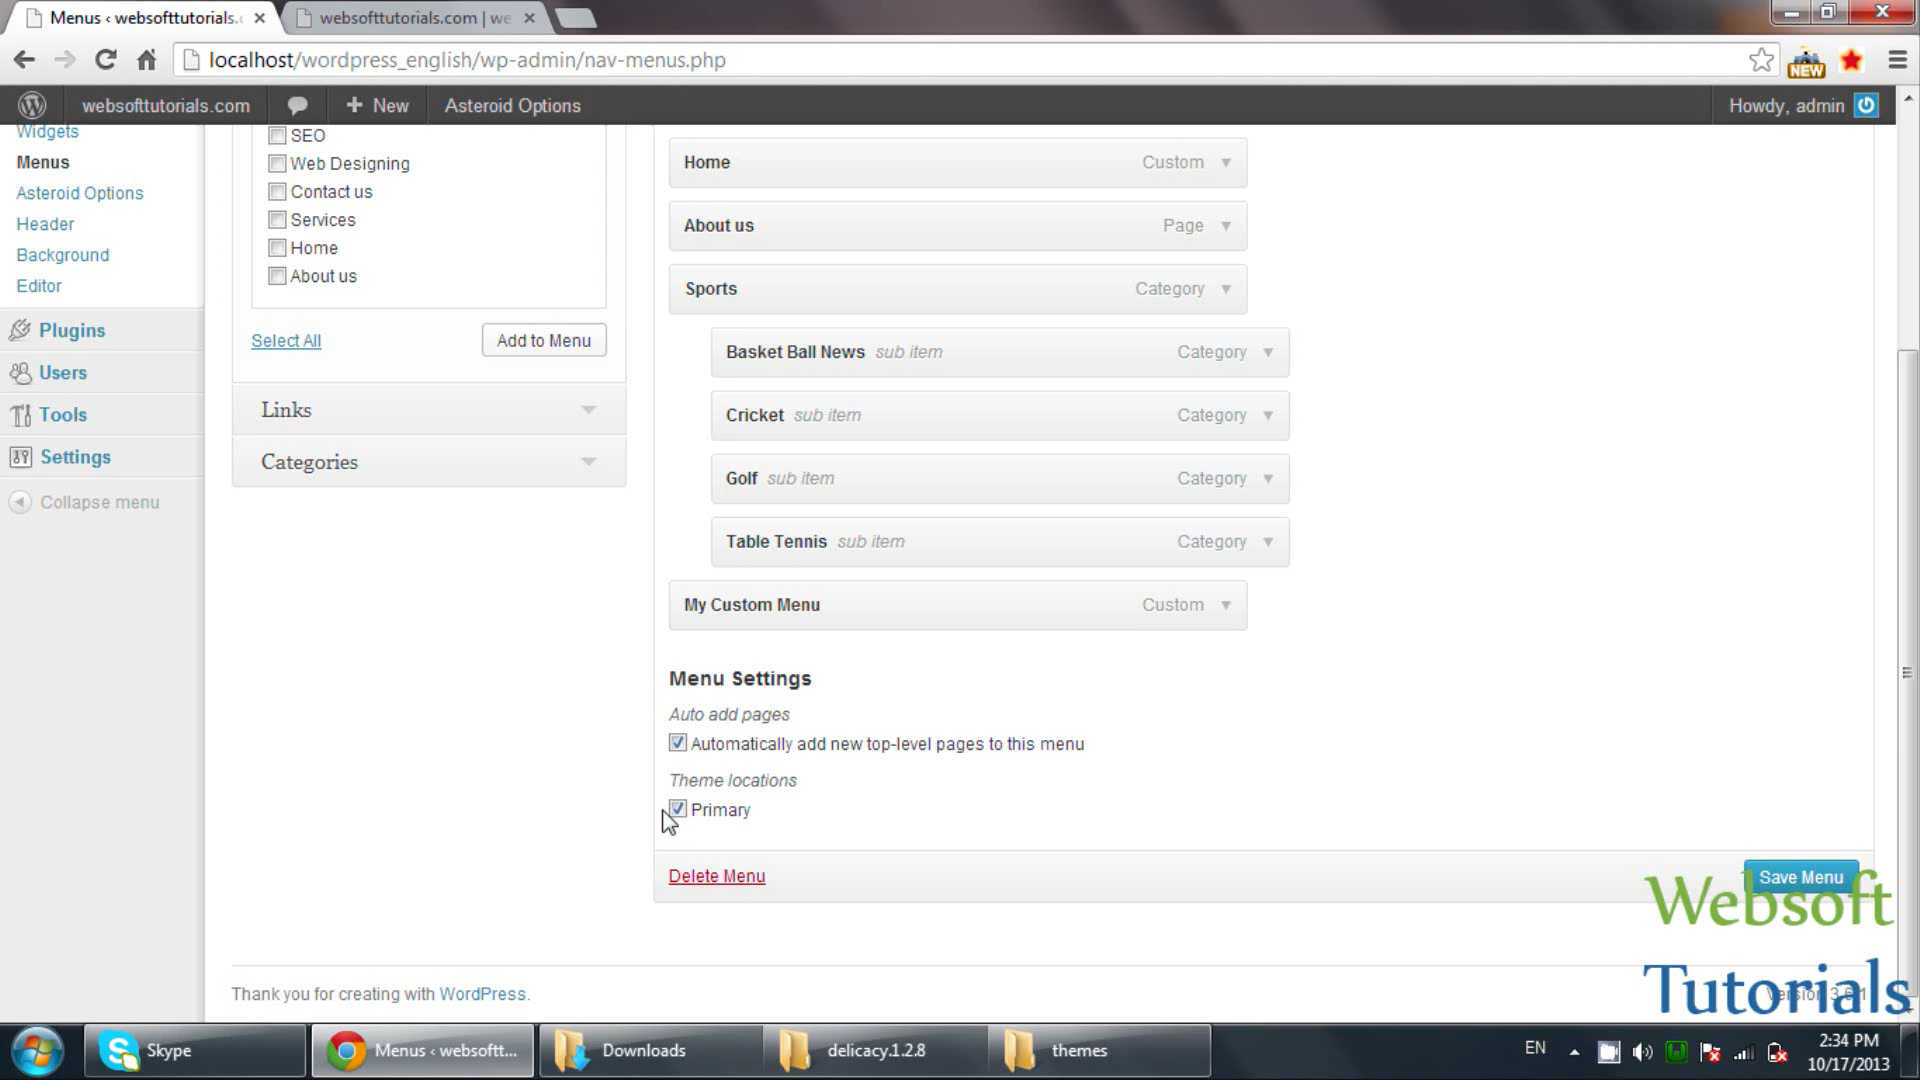 Menus ‹ websofttutorials.
websofttutorials.com | we
localhost/wordpress_english/wp-admin/nav-menus.php
NEW
websofttutorials.com
+ New
Asteroid Options
Howdy, admin
Widgets
Menus
Asteroid Options
Header
Background
Editor
Plugins
Users
Tools
Settings
Collapse menu
SEO
Web Designing
Contact us
Services
Home
About us
Select All
Add to Menu
Links
Categories
Home Custom
About us Page
Sports Category
Basket Ball News sub item Category
Cricket sub item Category
Golf sub item Category
Table Tennis sub item Category
My Custom Menu Custom
Menu Settings
Auto add pages
Automatically add new top-level pages to this menu
Theme locations
Primary
Delete Menu
Save Menu
Websoft
Tutorials
Thank you for creating with WordPress.
Version 3.6.1
Skype
Menus ‹ websoftt...
Downloads
delicacy.1.2.8
themes
EN
2:34 PM
10/17/2013